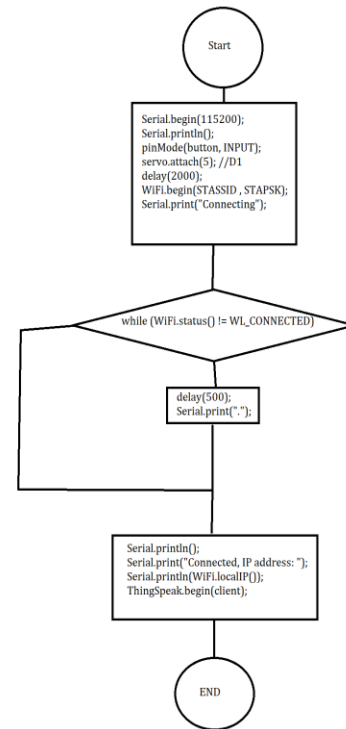 Start
Serial.begin(115200);
Serial.println();
pinMode(button, INPUT);
servo.attach(5); //D1
delay(2000);
WiFi.begin(STASSID , STAPSK);
Serial.print("Connecting");
while (WiFi.status() != WL_CONNECTED)
delay(500);
Serial.print(".");
Serial.println();
Serial.print("Connected, IP address: ");
Serial.println(WiFi.localIP());
ThingSpeak.begin(client);
END